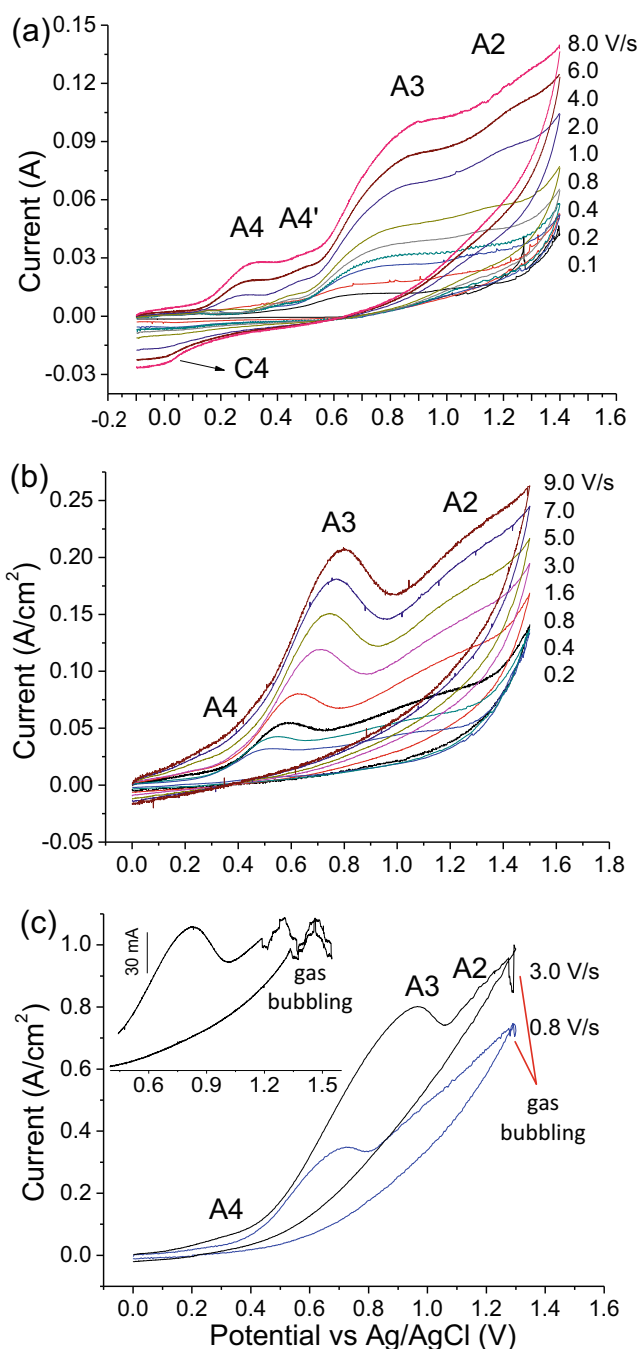 (a)
Current (A)
0.15
0.12
0.09
0.06
0.03
0.00
-0.03
A4
A4'
A3
A2
C4
8.0 V/s
6.0
4.0
2.0
1.0
0.8
0.4
0.2
0.1
-0.2 0.0 0.2 0.4 0.6 0.8 1.0 1.2 1.4 1.6
(b)
Current (A/cm²)
0.25
0.20
0.15
0.10
0.05
0.00
-0.05
A4
A3
A2
9.0 V/s
7.0
5.0
3.0
1.6
0.8
0.4
0.2
0.0 0.2 0.4 0.6 0.8 1.0 1.2 1.4 1.6
(c)
Current (A/cm²)
1.0
0.8
0.6
0.4
0.2
0.0
30 mA
gas
bubbling
0.6 0.9 1.2 1.5
A4
A3
A2
3.0 V/s
0.8 V/s
gas
bubbling
0.0 0.2 0.4 0.6 0.8 1.0 1.2 1.4 1.6
Potential vs Ag/AgCl (V)